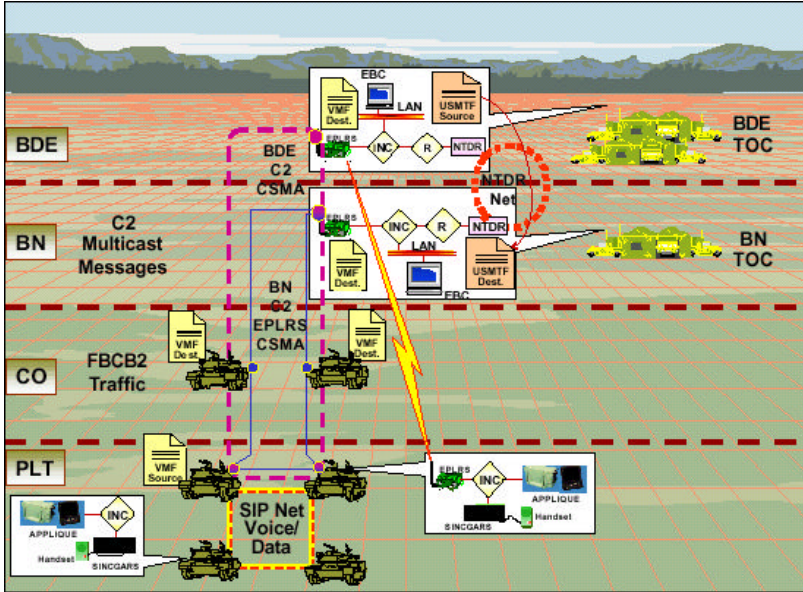 EBC
LAN
VMF
Dest.
USMTF
Source
EPLRS
INC
R
NTDR
BDE
BDE
C2
CSMA
BDE
TOC
NTDR
Net
BN
C2
Multicast
Messages
EPLRS
INC
R
NTDR
LAN
VMF
Dest.
USMTF
Dest.
EBC
BN
TOC
BN
C2
EPLRS
CSMA
VMF
Dest.
VMF
Dest.
CO
FBCB2
Traffic
PLT
VMF
Source
EPLRS
INC
APPLIQUE
Handset
SINCGARS
SIP Net
Voice/
Data
INC
APPLIQUE
Handset
SINCGARS